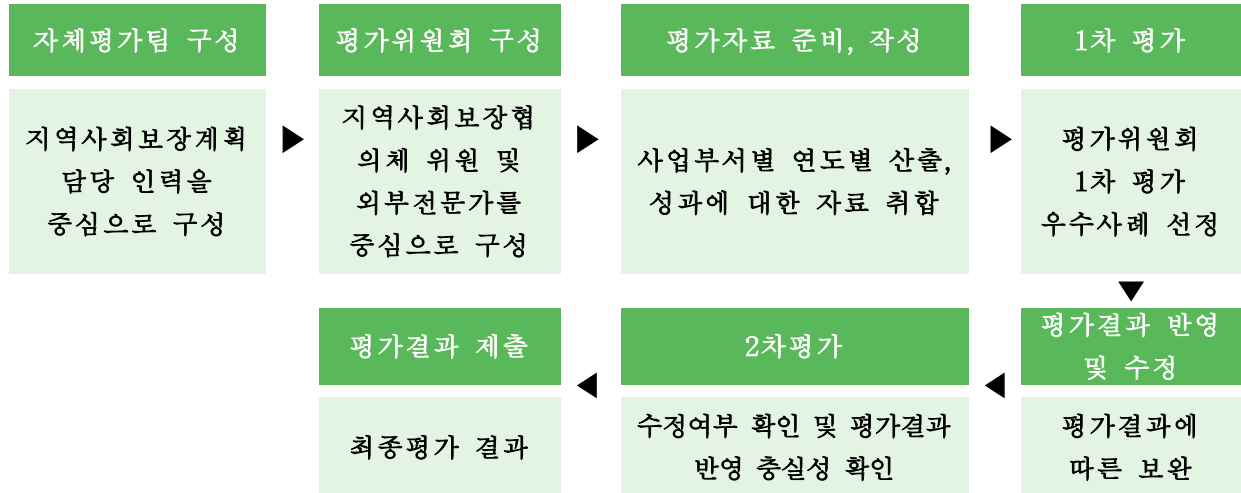 자체평가팀 구성
지역사회보장계획
담당 인력을
중심으로 구성
평가위원회 구성
지역사회보장협
의체 위원 및
외부전문가를
중심으로 구성
평가자료 준비, 작성
사업부서별 연도별 산출,
성과에 대한 자료 취합
1차 평가
평가위원회
1차 평가
우수사례 선정
평가결과 반영
및 수정
평가결과에
따른 보완
2차평가
수정여부 확인 및 평가결과
반영 충실성 확인
평가결과 제출
최종평가 결과